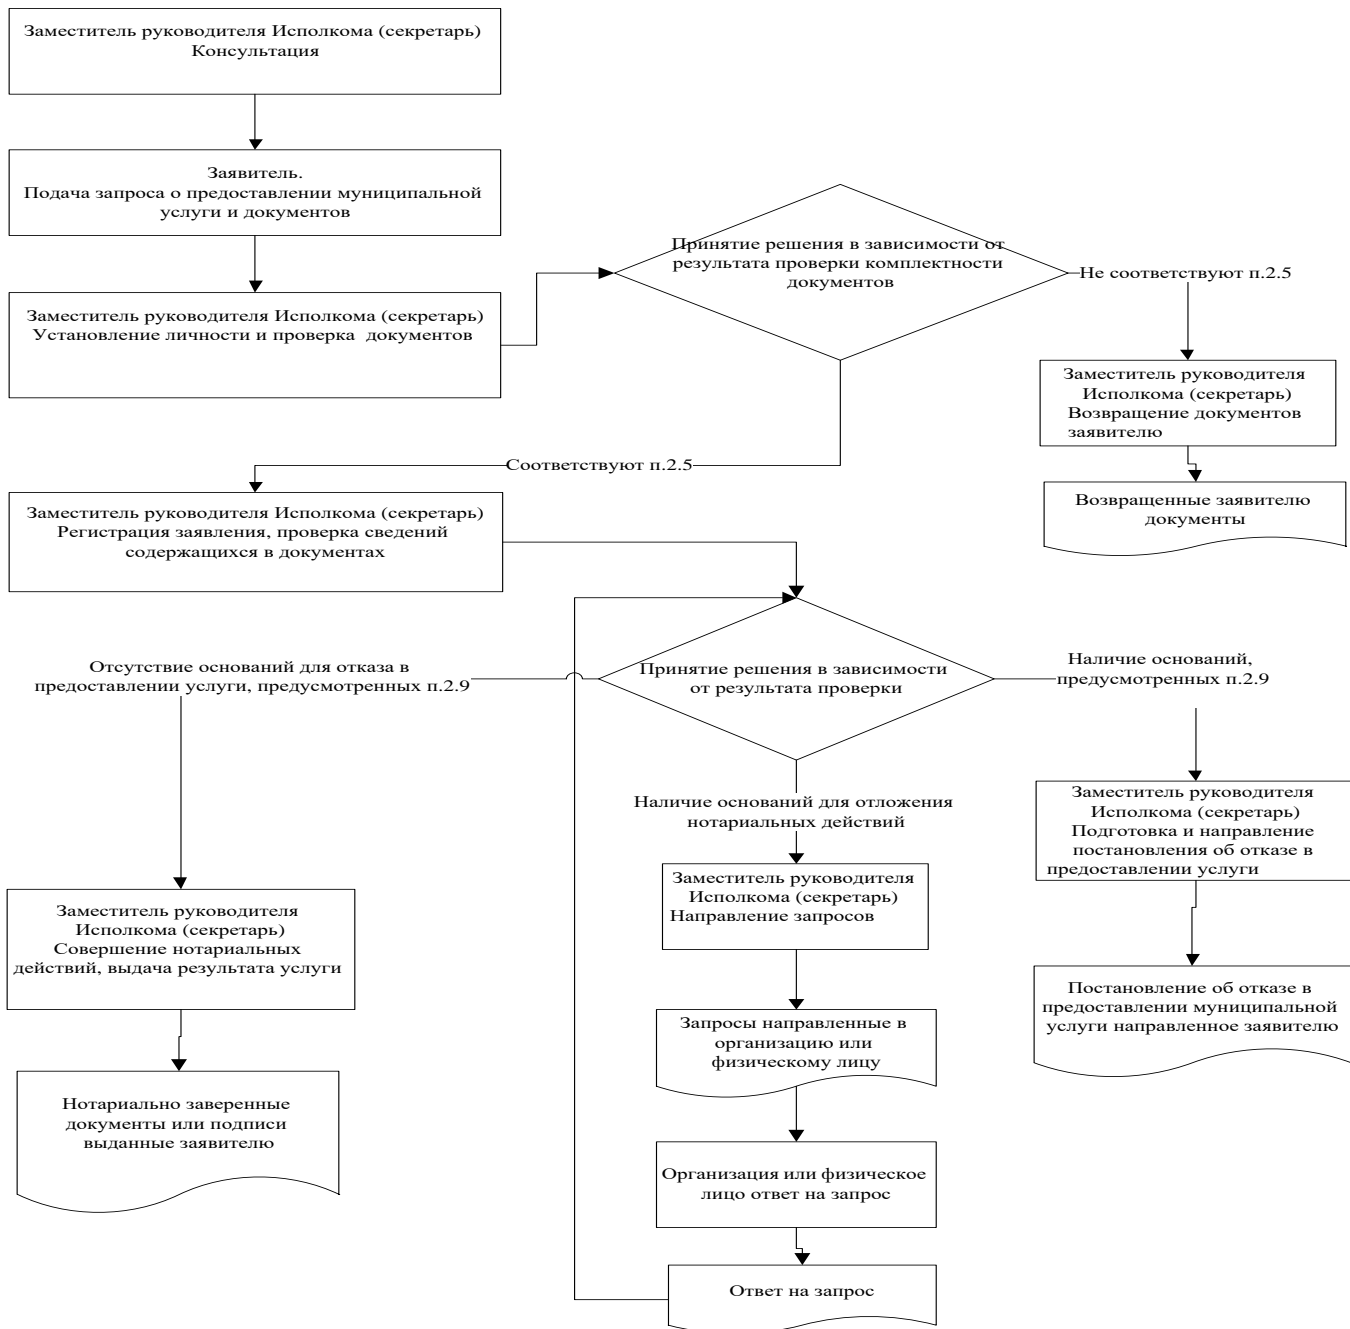 Заместитель руководителя Исполкома (секретарь)
Консультация
Заявитель.
Подача запроса о предоставлении муниципальной
услуги и документов
Заместитель руководителя Исполкома (секретарь)
Установление личности и проверка документов
Принятие решения в зависимости от
результата проверки комплектности
документов
Не соответствуют п.2.5
Заместитель руководителя
Исполкома (секретарь)
Возвращение документов
заявителю
Возвращенные заявителю
документы
Соответствуют п.2.5
Заместитель руководителя Исполкома (секретарь)
Регистрация заявления, проверка сведений
содержащихся в документах
Принятие решения в зависимости
от результата проверки
Отсутствие оснований для отказа в
предоставлении услуги, предусмотренных п.2.9
Наличие оснований,
предусмотренных п.2.9
Наличие оснований для отложения
нотариальных действий
Заместитель руководителя
Исполкома (секретарь)
Совершение нотариальных
действий, выдача результата услуги
Нотариально заверенные
документы или подписи
выданные заявителю
Заместитель руководителя
Исполкома (секретарь)
Направление запросов
Запросы направленные в
организацию или
физическому лицу
Организация или физическое
лицо ответ на запрос
Ответ на запрос
Заместитель руководителя
Исполкома (секретарь)
Подготовка и направление
постановления об отказе в
предоставлении услуги
Постановление об отказе в
предоставлении муниципальной
услуги направленное заявителю